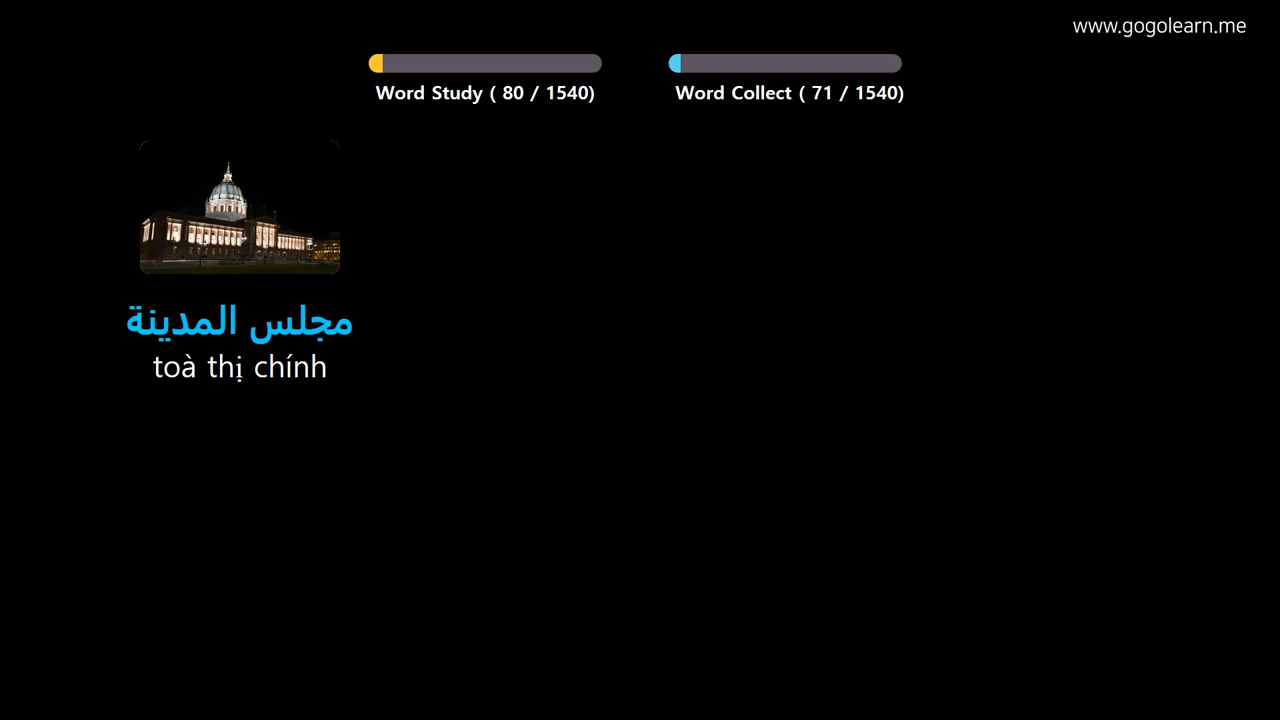 www.gogolearn.me
Word Study ( 80 / 1540)
Word Collect ( 71 / 1540)
مجلس المدينة
toà thị chính